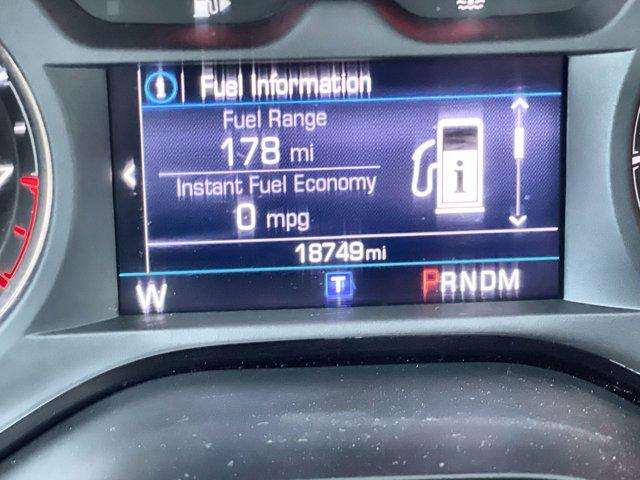 Fuel Information
Fuel Range
178 mi
Instant Fuel Economy
0 mpg
i
18749mi
W T PRNDM